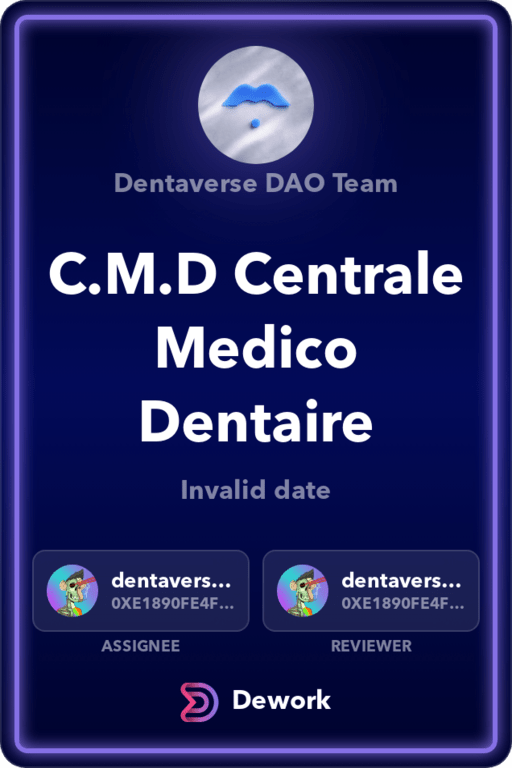 Dentaverse DAO Team
C.M.D Centrale
Medico
Dentaire
Invalid date
dentavers...
0XE1890FE4F...
ASSIGNEE
dentavers...
0XE1890FE4F...
REVIEWER
Dework